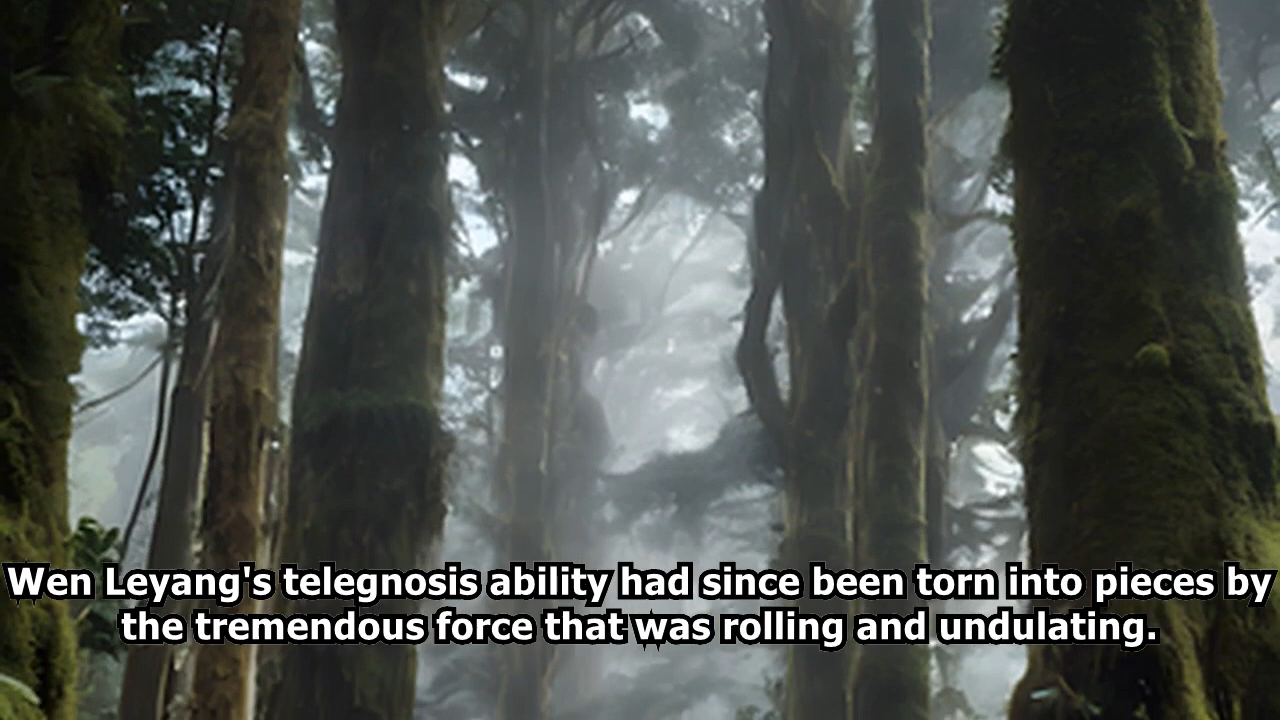 Wen Leyang's telegnosis ability had since been torn into pieces by
the tremendous force that was rolling and undulating.